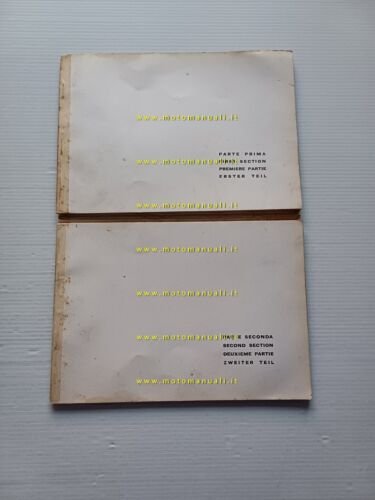 www.motomanuali.it
PARTE PRIMA
FIRST SECTION
www.motomanuali.it
PREMIERE PARTIE
ERSTER TEIL
www.motomanuali.it
www.motomanuali.it
www.motomanuali.it
PARTE SECONDA
SECOND SECTION
www.motomanuali.it
DEUXIEME PARTIE
ZWEITER TEIL
www.motomanuali.it